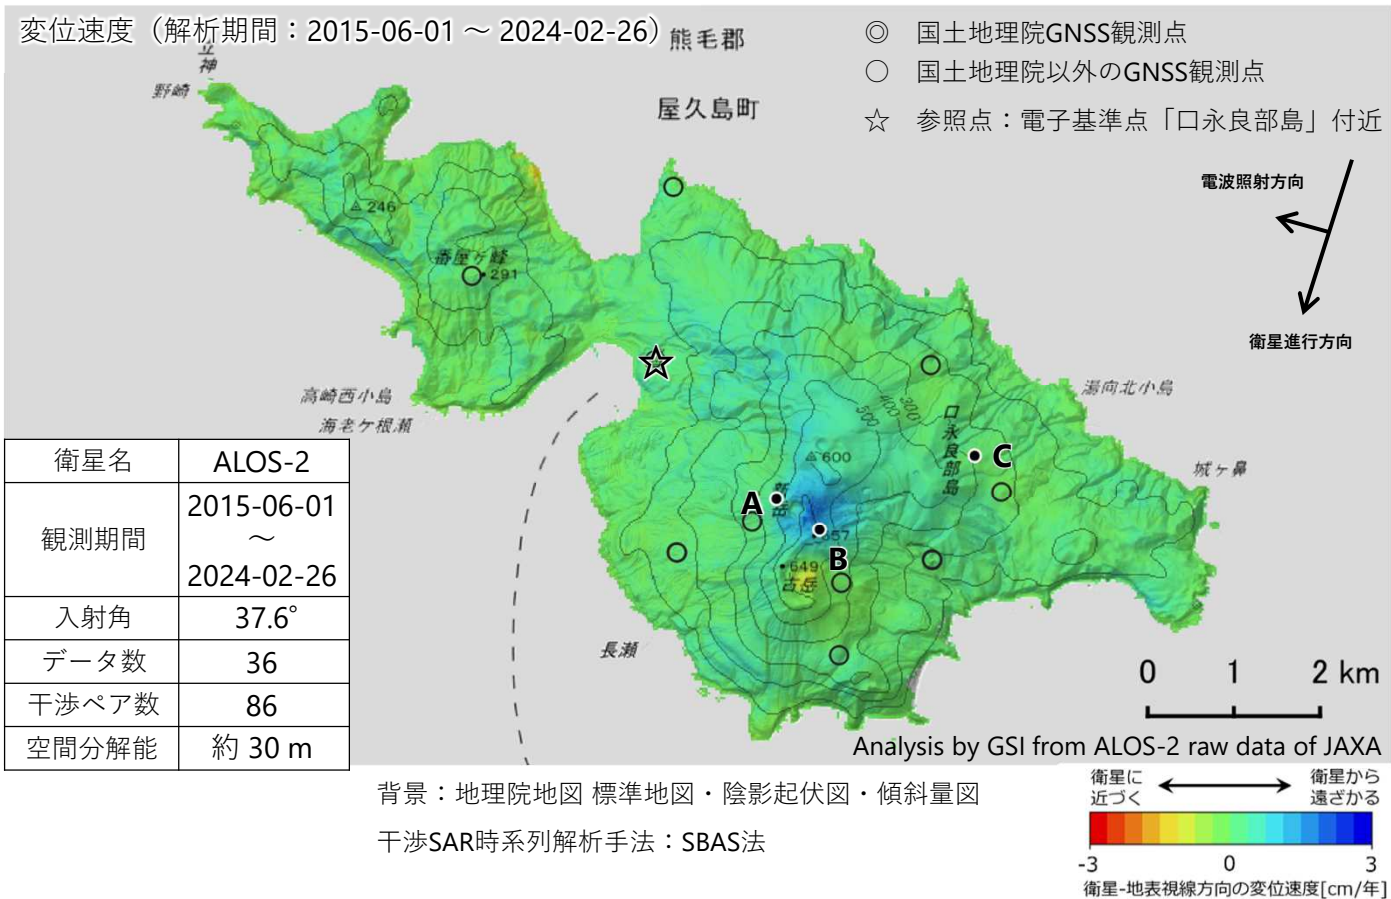 変位速度（解析期間：2015-06-01 ～ 2024-02-26）
◎ 国土地理院GNSS観測点
○ 国土地理院以外のGNSS観測点
☆ 参照点：電子基準点「口永良部島」付近
熊毛郡
屋久島町
立神
野崎
電波照射方向
衛星進行方向
246
番屋ヶ峰
291
高崎西小島
海老ケ根瀬
湯向北小島
城ヶ鼻
300
400
500
口永良部島
600
C
新岳
A
657
B
649
古岳
長瀬
衛星名 ALOS-2
観測期間 2015-06-01
～
2024-02-26
入射角 37.6°
データ数 36
干渉ペア数 86
空間分解能 約 30 m
0 1 2 km
Analysis by GSI from ALOS-2 raw data of JAXA
背景：地理院地図 標準地図・陰影起伏図・傾斜量図
干渉SAR時系列解析手法：SBAS法
衛星に近づく
衛星から遠ざかる
-3 0 3
衛星-地表視線方向の変位速度[cm/年]